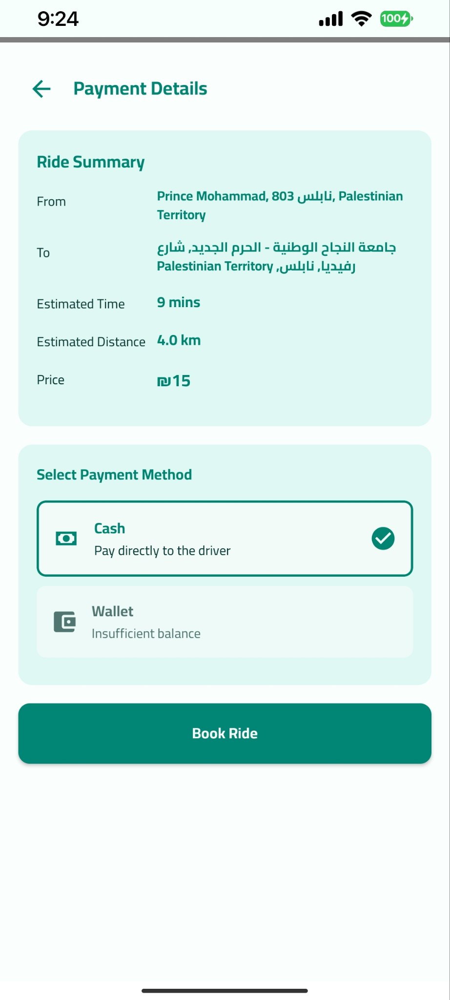 9:24
100
Payment Details
Ride Summary
From
Prince Mohammad, 803 نابلس, Palestinian
Territory
To
جامعة النجاح الوطنية - الحرم الجديد, شارع
رفيديا, نابلس, Palestinian Territory
Estimated Time
9 mins
Estimated Distance
4.0 km
Price
₪15
Select Payment Method
Cash
Pay directly to the driver
Wallet
Insufficient balance
Book Ride